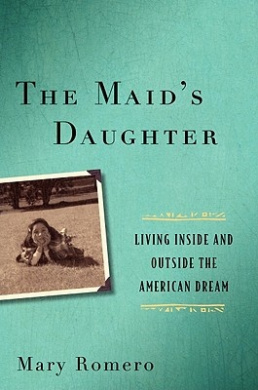 THE MAID'S
DAUGHTER
LIVING INSIDE AND
OUTSIDE THE
AMERICAN DREAM
Mary Romero